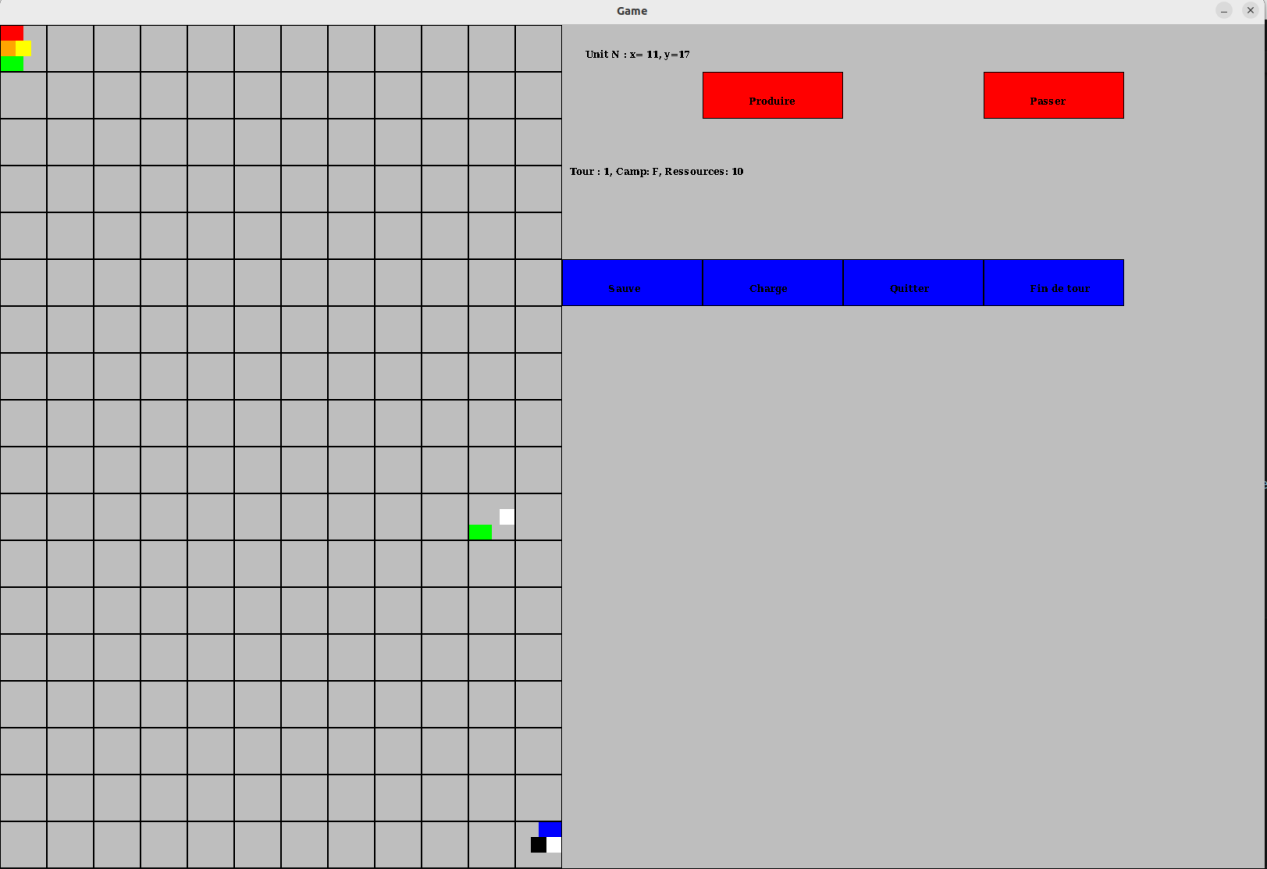 Game
Unit N : x= 11, y=17
Produire
Passer
Tour : 1, Camp: F, Ressources: 10
Sauve
Charge
Quitter
Fin de tour